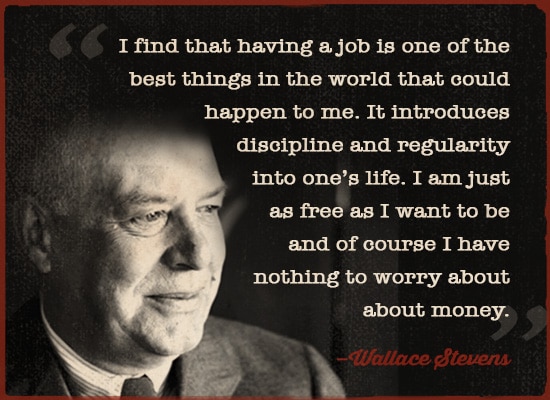 I find that having a job is one of the
best things in the world that could
happen to me. It introduces
discipline and regularity
into one's life. I am just
as free as I want to be
and of course I have
nothing to worry about
about money.
–Wallace Stevens